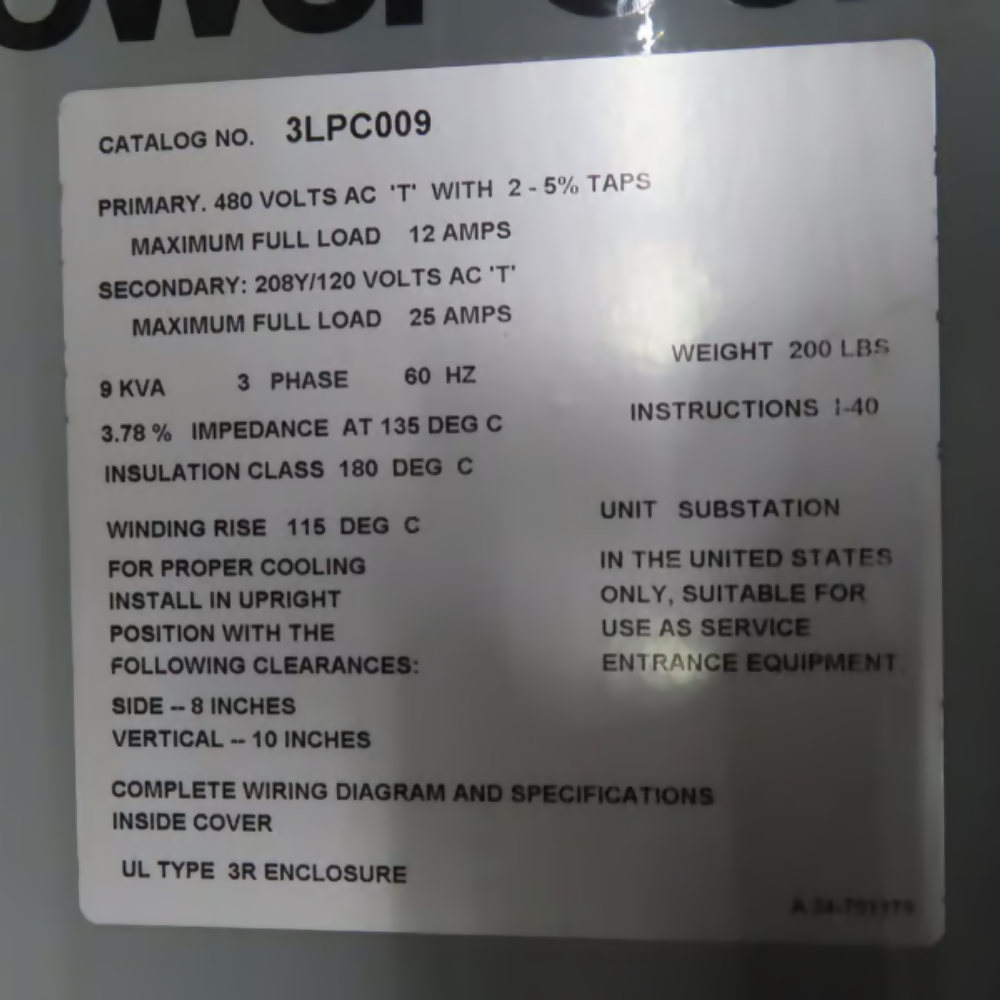 CATALOG NO. 3LPC009
PRIMARY. 480 VOLTS AC 'T' WITH 2 - 5% TAPS
MAXIMUM FULL LOAD 12 AMPS
SECONDARY: 208Y/120 VOLTS AC 'T'
MAXIMUM FULL LOAD 25 AMPS
WEIGHT 200 LBS
9 KVA 3 PHASE 60 HZ
INSTRUCTIONS I-40
3.78 % IMPEDANCE AT 135 DEG C
INSULATION CLASS 180 DEG C
WINDING RISE 115 DEG C
FOR PROPER COOLING
INSTALL IN UPRIGHT
POSITION WITH THE
FOLLOWING CLEARANCES:
SIDE -- 8 INCHES
VERTICAL -- 10 INCHES
UNIT SUBSTATION
IN THE UNITED STATES
ONLY, SUITABLE FOR
USE AS SERVICE
ENTRANCE EQUIPMENT
COMPLETE WIRING DIAGRAM AND SPECIFICATIONS
INSIDE COVER
UL TYPE 3R ENCLOSURE